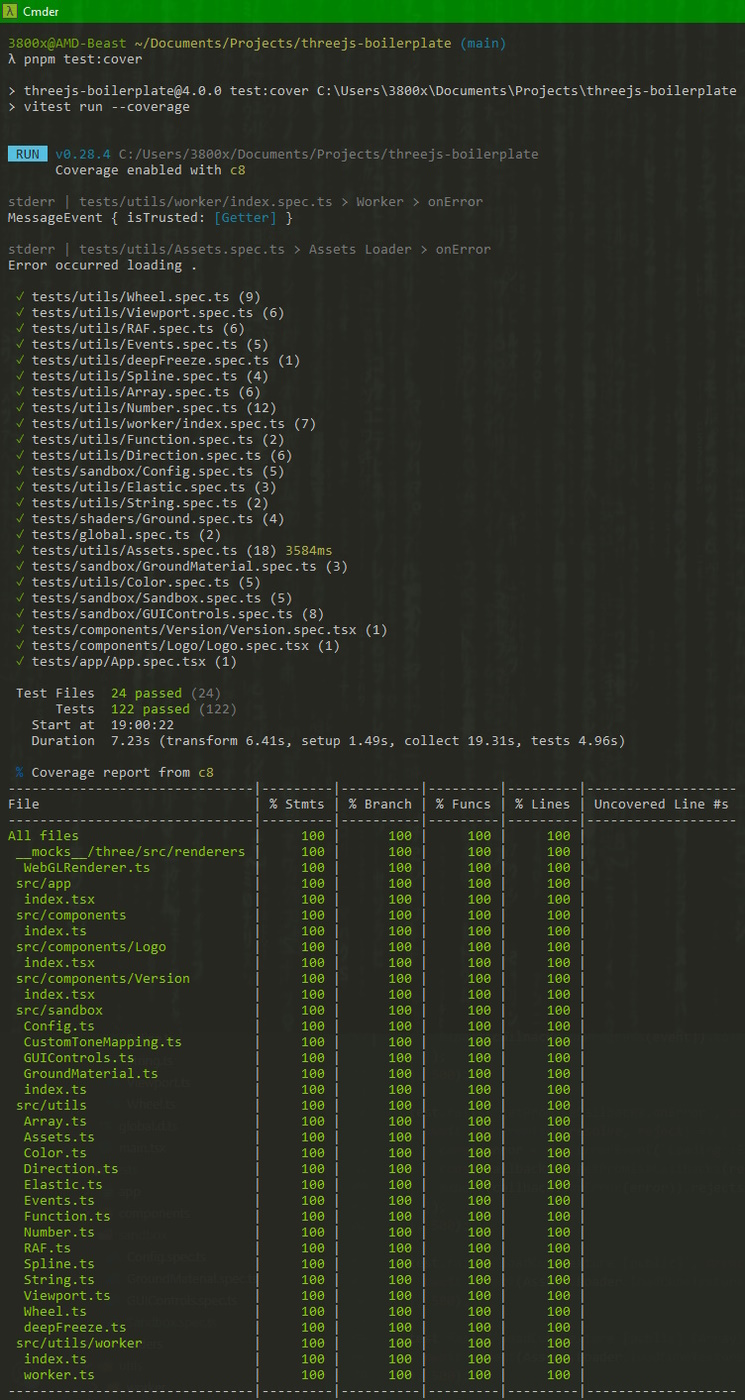 λ Cmder
3800x@AMD-Beast ~/Documents/Projects/threejs-boilerplate (main)
λ pnpm test:cover
> threejs-boilerplate@4.0.0 test:cover C:\Users\3800x\Documents\Projects\threejs-boilerplate
> vitest run --coverage
RUN v0.28.4 C:/Users/3800x/Documents/Projects/threejs-boilerplate
Coverage enabled with c8
stderr | tests/utils/worker/index.spec.ts > Worker > onError
MessageEvent { isTrusted: [Getter] }
stderr | tests/utils/Assets.spec.ts > Assets Loader > onError
Error occurred loading .
✓ tests/utils/Wheel.spec.ts (9)
✓ tests/utils/Viewport.spec.ts (6)
✓ tests/utils/RAF.spec.ts (6)
✓ tests/utils/Events.spec.ts (5)
✓ tests/utils/deepFreeze.spec.ts (1)
✓ tests/utils/Spline.spec.ts (4)
✓ tests/utils/Array.spec.ts (6)
✓ tests/utils/Number.spec.ts (12)
✓ tests/utils/worker/index.spec.ts (7)
✓ tests/utils/Function.spec.ts (2)
✓ tests/utils/Direction.spec.ts (6)
✓ tests/sandbox/Config.spec.ts (5)
✓ tests/utils/Elastic.spec.ts (3)
✓ tests/utils/String.spec.ts (2)
✓ tests/shaders/Ground.spec.ts (4)
✓ tests/global.spec.ts (2)
✓ tests/utils/Assets.spec.ts (18) 3584ms
✓ tests/sandbox/GroundMaterial.spec.ts (3)
✓ tests/utils/Color.spec.ts (5)
✓ tests/sandbox/Sandbox.spec.ts (5)
✓ tests/sandbox/GUIControls.spec.ts (8)
✓ tests/components/Version/Version.spec.tsx (1)
✓ tests/components/Logo/Logo.spec.tsx (1)
✓ tests/app/App.spec.tsx (1)
Test Files 24 passed (24)
Tests 122 passed (122)
Start at 19:00:22
Duration 7.23s (transform 6.41s, setup 1.49s, collect 19.31s, tests 4.96s)
% Coverage report from c8
-------------------------------|---------|----------|---------|---------|-------------------
File | % Stmts | % Branch | % Funcs | % Lines | Uncovered Line #s
-------------------------------|---------|----------|---------|---------|-------------------
All files | 100 | 100 | 100 | 100 |
__mocks__/three/src/renderers | 100 | 100 | 100 | 100 |
WebGLRenderer.ts | 100 | 100 | 100 | 100 |
src/app | 100 | 100 | 100 | 100 |
index.tsx | 100 | 100 | 100 | 100 |
src/components | 100 | 100 | 100 | 100 |
index.ts | 100 | 100 | 100 | 100 |
src/components/Logo | 100 | 100 | 100 | 100 |
index.tsx | 100 | 100 | 100 | 100 |
src/components/Version | 100 | 100 | 100 | 100 |
index.tsx | 100 | 100 | 100 | 100 |
src/sandbox | 100 | 100 | 100 | 100 |
Config.ts | 100 | 100 | 100 | 100 |
CustomToneMapping.ts | 100 | 100 | 100 | 100 |
GUIControls.ts | 100 | 100 | 100 | 100 |
GroundMaterial.ts | 100 | 100 | 100 | 100 |
index.ts | 100 | 100 | 100 | 100 |
src/utils | 100 | 100 | 100 | 100 |
Array.ts | 100 | 100 | 100 | 100 |
Assets.ts | 100 | 100 | 100 | 100 |
Color.ts | 100 | 100 | 100 | 100 |
Direction.ts | 100 | 100 | 100 | 100 |
Elastic.ts | 100 | 100 | 100 | 100 |
Events.ts | 100 | 100 | 100 | 100 |
Function.ts | 100 | 100 | 100 | 100 |
Number.ts | 100 | 100 | 100 | 100 |
RAF.ts | 100 | 100 | 100 | 100 |
Spline.ts | 100 | 100 | 100 | 100 |
String.ts | 100 | 100 | 100 | 100 |
Viewport.ts | 100 | 100 | 100 | 100 |
Wheel.ts | 100 | 100 | 100 | 100 |
deepFreeze.ts | 100 | 100 | 100 | 100 |
src/utils/worker | 100 | 100 | 100 | 100 |
index.ts | 100 | 100 | 100 | 100 |
worker.ts | 100 | 100 | 100 | 100 |
-------------------------------|---------|----------|---------|---------|-------------------